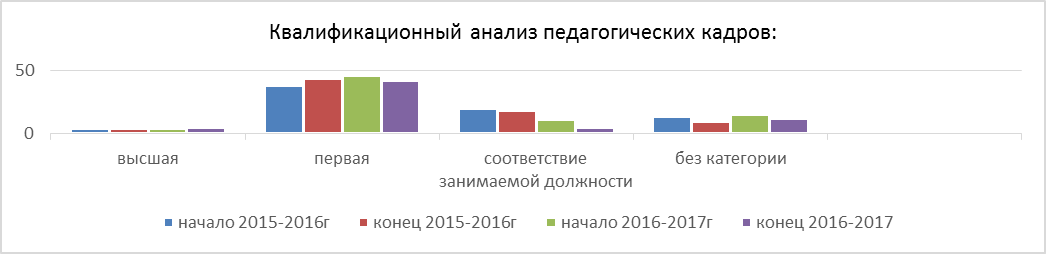 Квалификационный анализ педагогических кадров:
50
0
высшая
первая
соответствие
занимаемой должности
без категории
начало 2015-2016г
конец 2015-2016г
начало 2016-2017г
конец 2016-2017